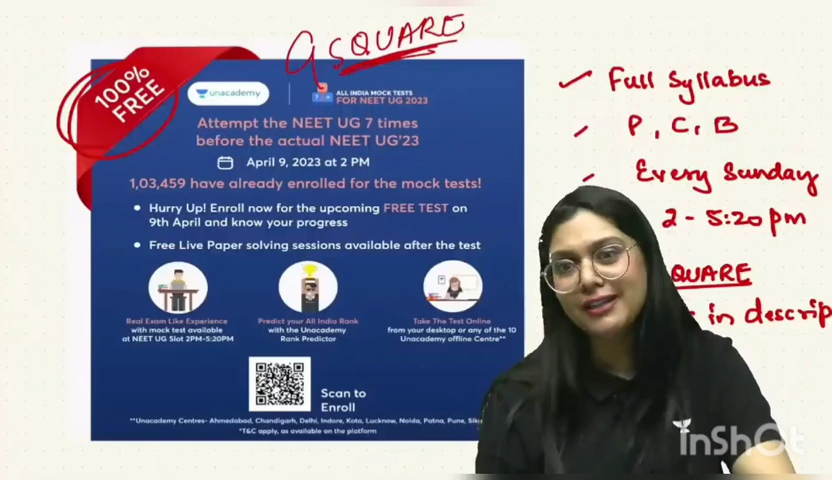 9 SQUARE
100%
FREE
unacademy
ALL INDIA MOCK TESTS
FOR NEET UG 2023
Attempt the NEET UG 7 times
before the actual NEET UG'23
April 9, 2023 at 2 PM
1,03,459 have already enrolled for the mock tests!
• Hurry Up! Enroll now for the upcoming FREE TEST on
9th April and know your progress
• Free Live Paper solving sessions available after the test
Real Exam Like Experience
with mock test available
at NEET UG Slot 2PM-5:20PM
Predict your All India Rank
with the Unacademy
Rank Predictor
Take The Test Online
from your desktop or any of the 10
Unacademy offline Centre**
Scan to
Enroll
**Unacademy Centres- Ahmedabad, Chandigarh, Delhi, Indore, Kota, Lucknow, Noida, Patna, Pune,
*T&C apply, as available on the platform
Full Syllabus
P, C, B
Every Sunday
2 - 5:20pm
QUARE
in descrip
InShOt